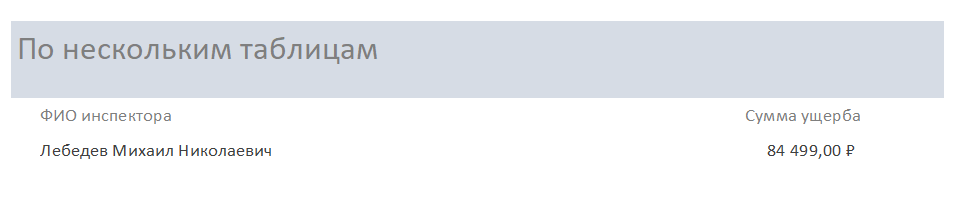 По нескольким таблицам
ФИО инспектора Сумма ущерба
Лебедев Михаил Николаевич 84 499,00 ₽